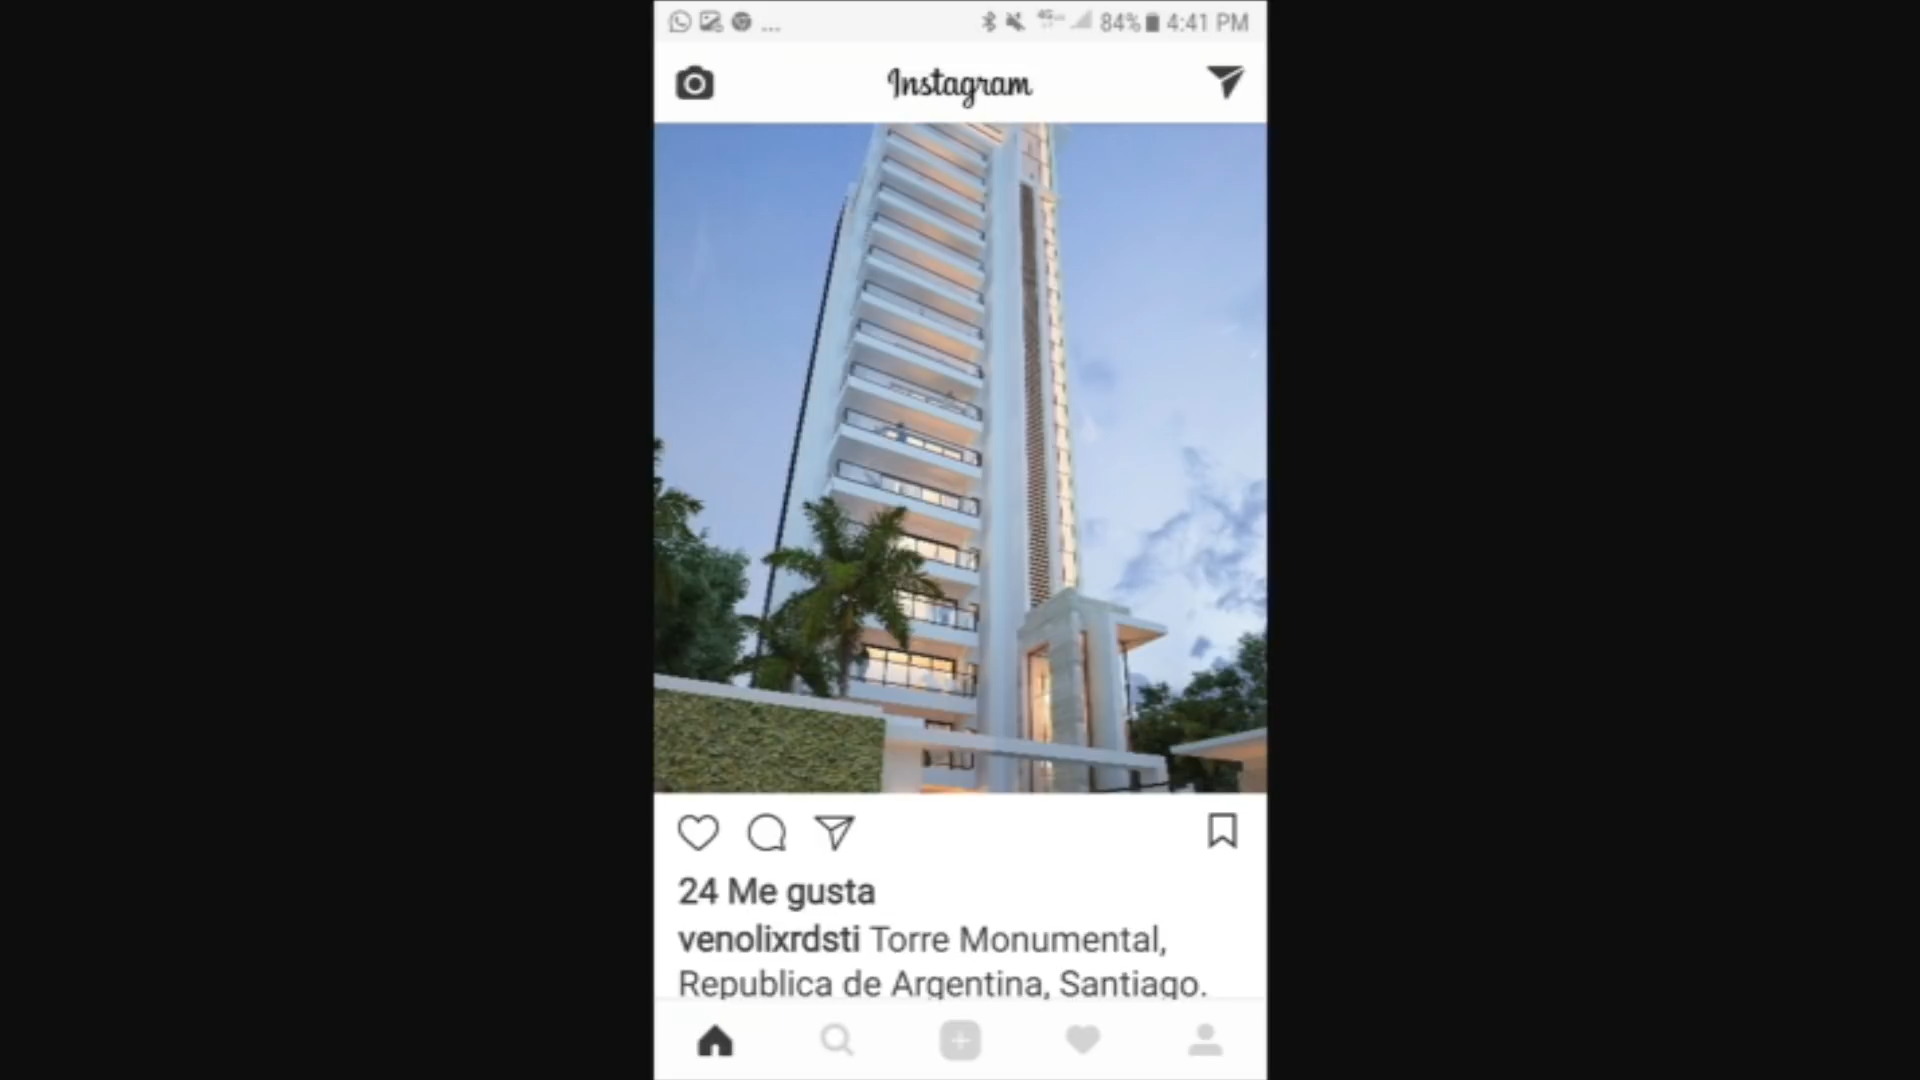 ... 84% 4:41 PM
Instagram
24 Me gusta
venolixrdsti Torre Monumental,
Republica de Argentina, Santiago.